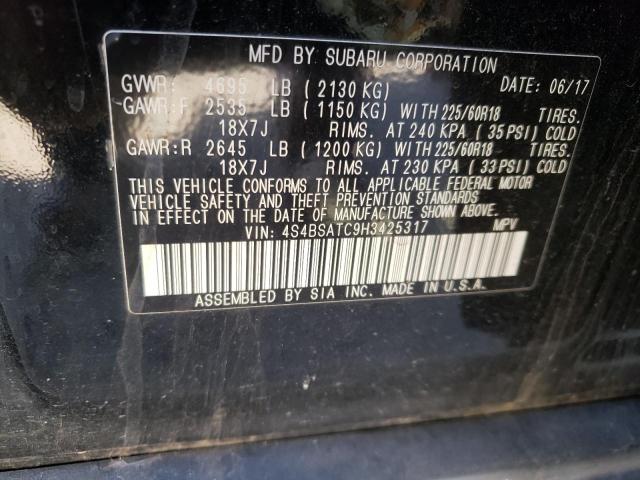 MFD BY SUBARU CORPORATION
GVWR: 4695 LB (2130 KG) DATE: 06/17
GAWR:F 2535 LB (1150 KG) WITH 225/60R18 TIRES.
18X7J RIMS. AT 240 KPA (35 PSI) COLD
GAWR:R 2645 LB (1200 KG) WITH 225/60R18 TIRES.
18X7J RIMS. AT 230 KPA (33 PSI) COLD
THIS VEHICLE CONFORMS TO ALL APPLICABLE FEDERAL MOTOR
VEHICLE SAFETY AND THEFT PREVENTION STANDARDS
IN EFFECT ON THE DATE OF MANUFACTURE SHOWN ABOVE.
VIN: 4S4BSATC9H3425317 MPV
ASSEMBLED BY SIA INC. MADE IN U.S.A.